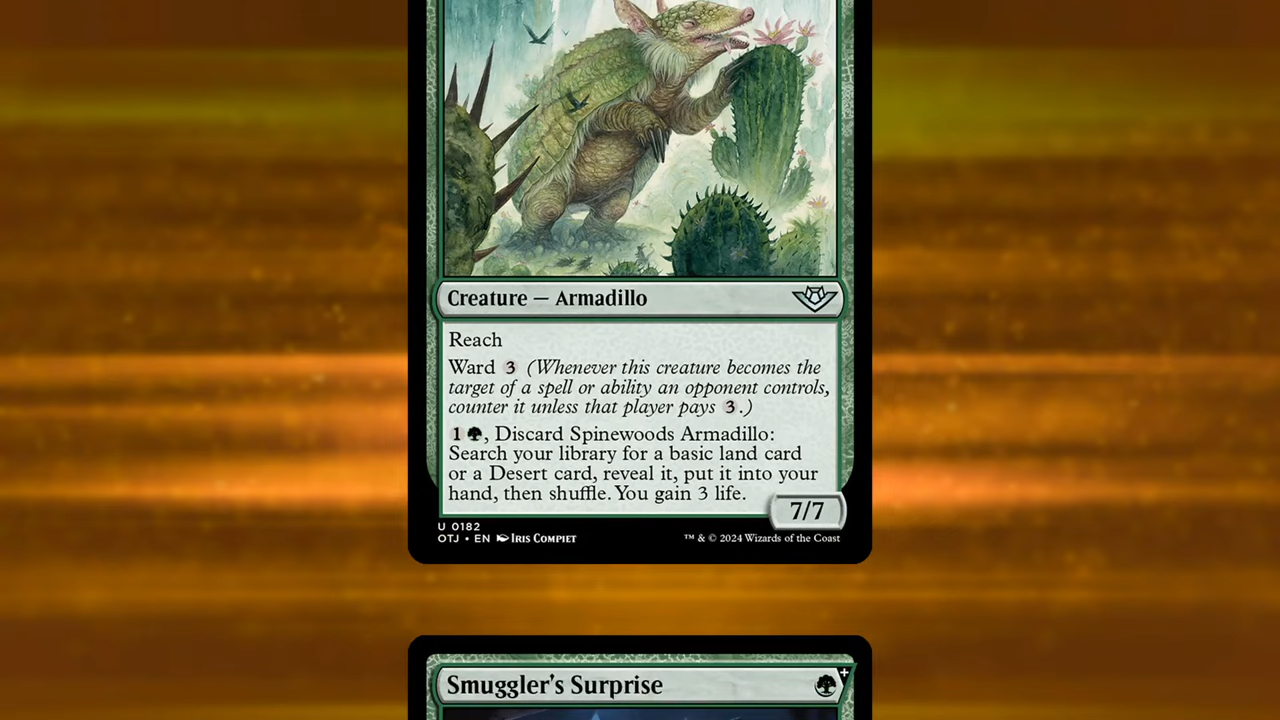 Creature — Armadillo
Reach
Ward 3 (Whenever this creature becomes the
target of a spell or ability an opponent controls,
counter it unless that player pays 3.)
1, Discard Spinewoods Armadillo:
Search your library for a basic land card
or a Desert card, reveal it, put it into your
hand, then shuffle. You gain 3 life.
7/7
U 0182
OTJ • EN Iris Compiet
™ & © 2024 Wizards of the Coast
Smuggler's Surprise